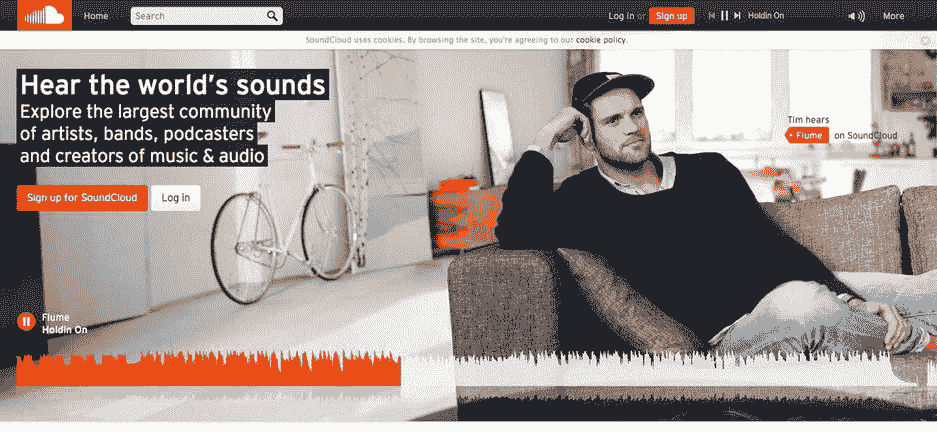 Home
Search
Log in or Sign up
Holdin On
More
SoundCloud uses cookies. By browsing the site, you're agreeing to our cookie policy.
Hear the world's sounds
Explore the largest community
of artists, bands, podcasters
and creators of music & audio
Sign up for SoundCloud
Log in
Tim hears
Flume on SoundCloud
Flume
Holdin On